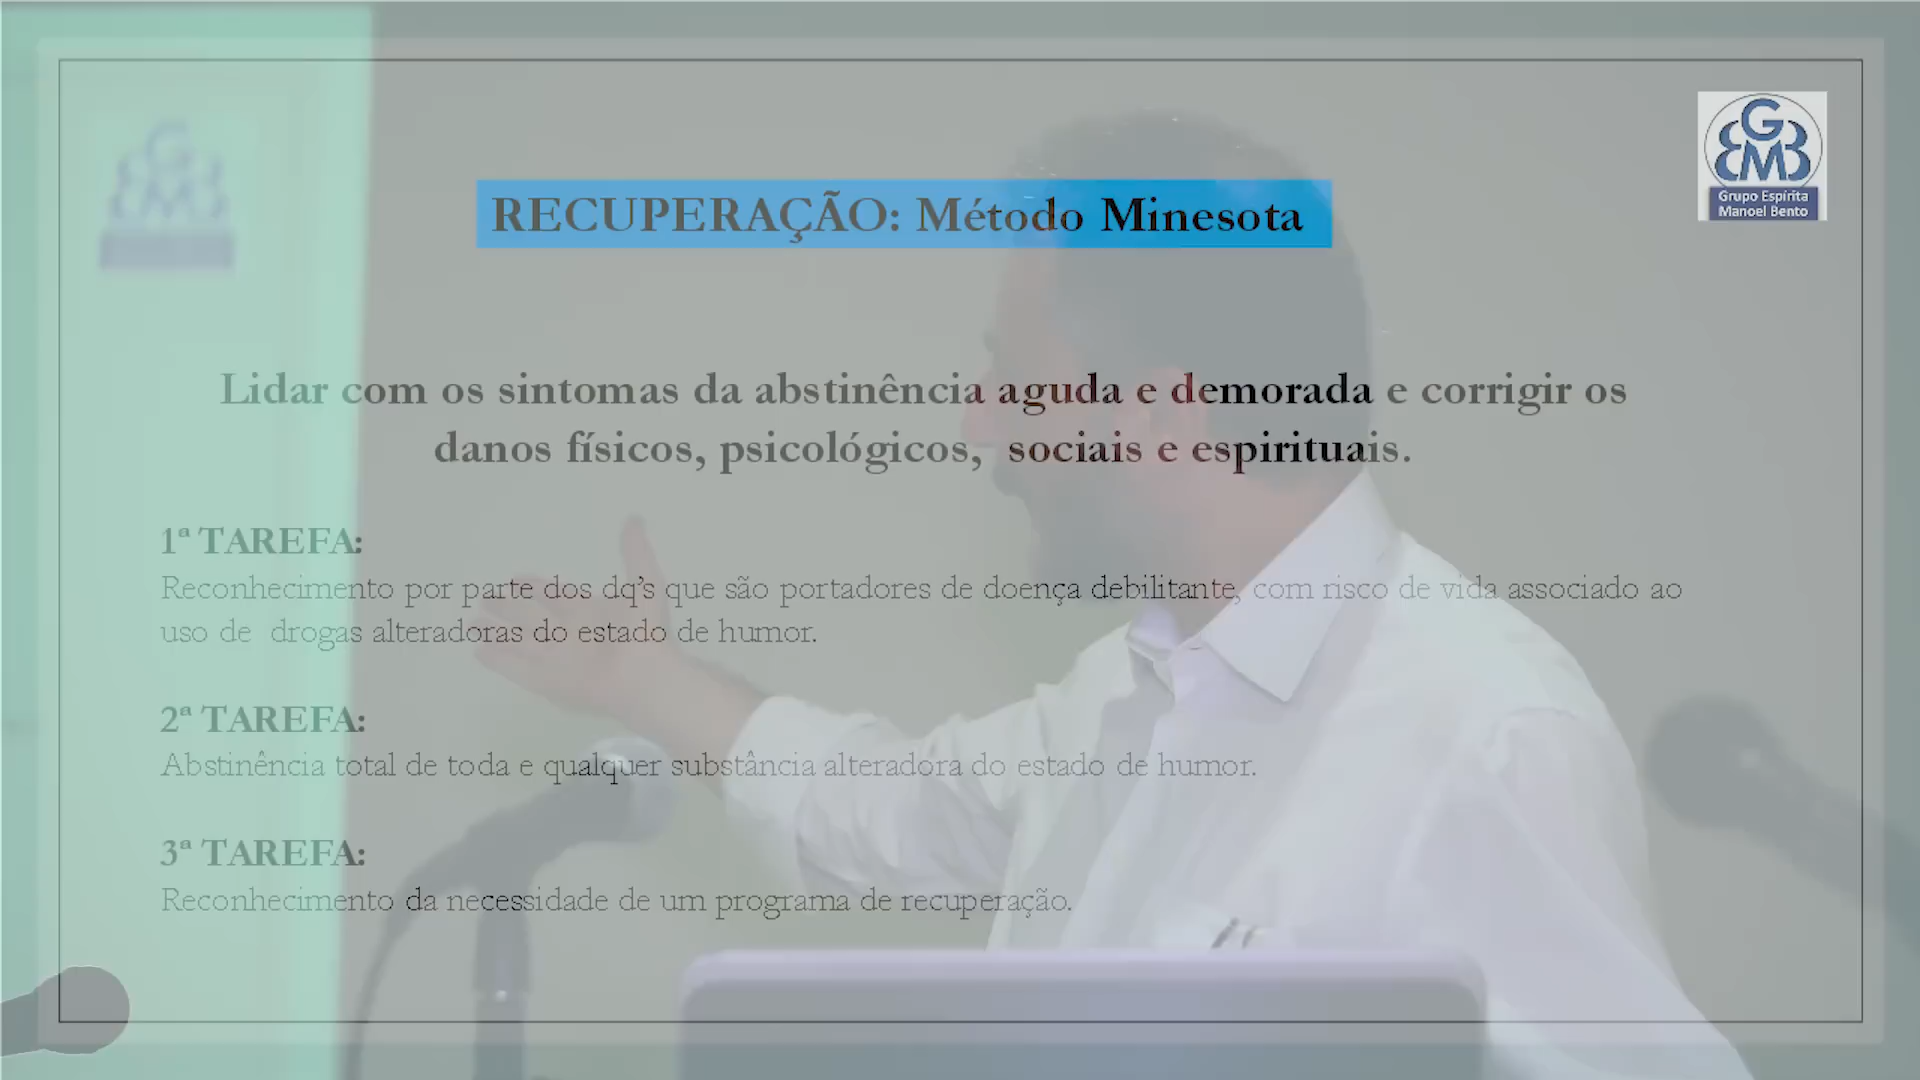 GMB
Grupo Espírita
Manoel Bento
RECUPERAÇÃO: Método Minesota
Lidar com os sintomas da abstinência aguda e demorada e corrigir os
danos físicos, psicológicos, sociais e espirituais.
1ª TAREFA:
Reconhecimento por parte dos dq’s que são portadores de doença debilitante, com risco de vida associado ao
uso de drogas alteradoras do estado de humor.
2ª TAREFA:
Abstinência total de toda e qualquer substância alteradora do estado de humor.
3ª TAREFA:
Reconhecimento da necessidade de um programa de recuperação.